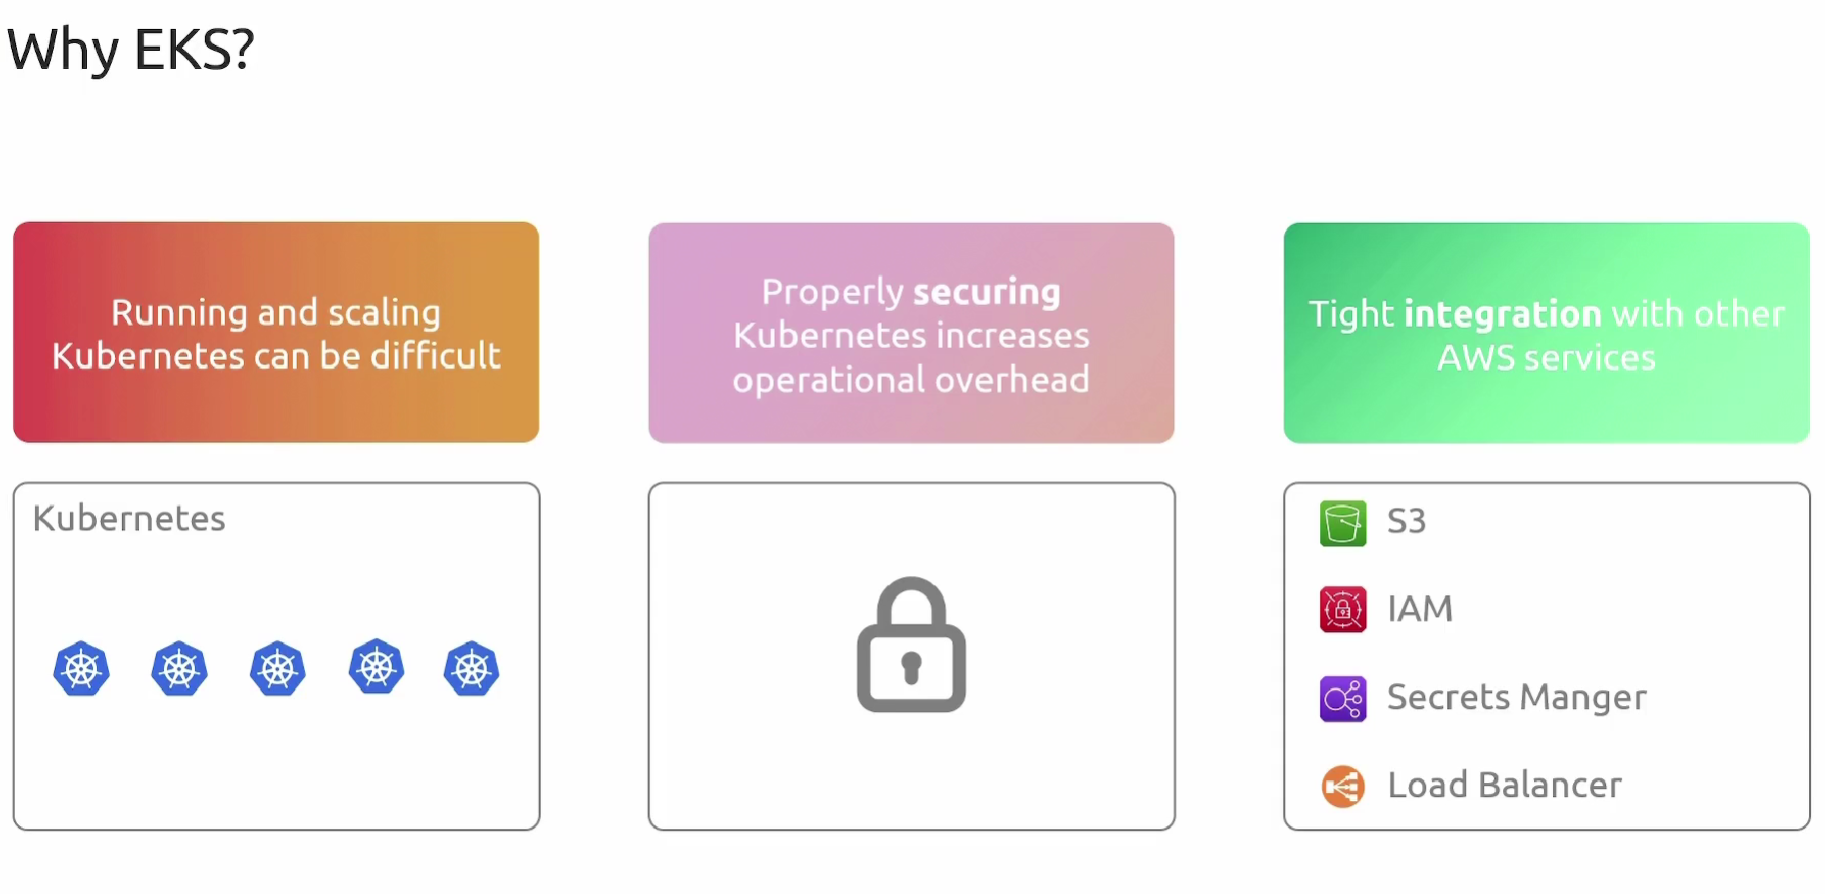 Why EKS?
Running and scaling
Kubernetes can be difficult
Properly securing
Kubernetes increases
operational overhead
Tight integration with other
AWS services
Kubernetes
S3
IAM
Secrets Manger
Load Balancer